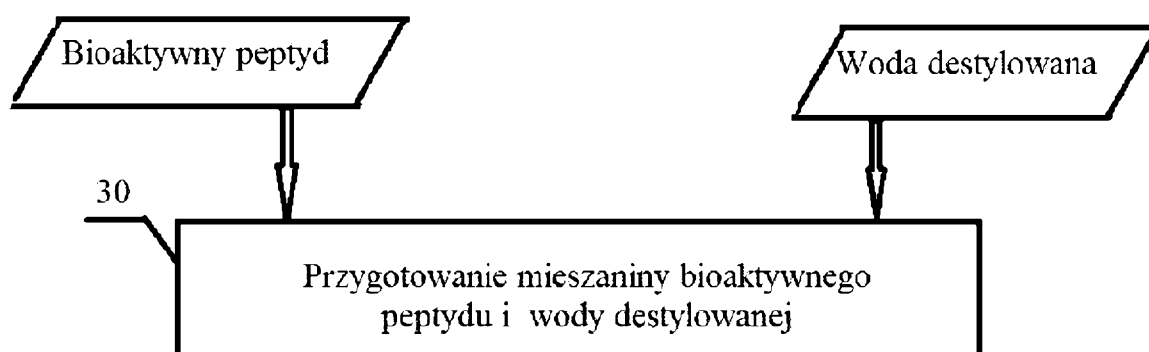 Bioaktywny peptyd
Woda destylowana
30
Przygotowanie mieszaniny bioaktywnego
peptydu i wody destylowanej